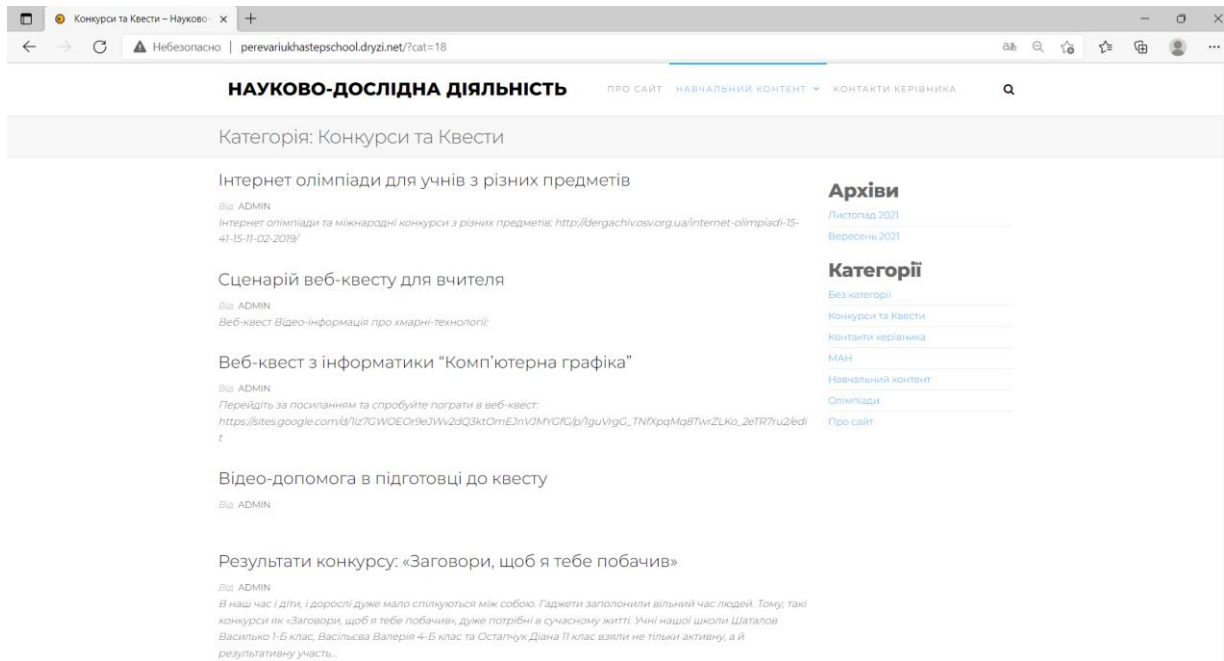 Конкурси та Квести – Науково-
Небезопасно | perevariukhastepschool.dryzi.net/?cat=18
НАУКОВО-ДОСЛІДНА ДІЯЛЬНІСТЬ
ПРО САЙТ НАВЧАЛЬНИЙ КОНТЕНТ КОНТАКТИ КЕРІВНИКА
Категорія: Конкурси та Квести
Інтернет олімпіади для учнів з різних предметів
Від ADMIN
Інтернет олімпіади та міжнародні конкурси з різних предметів: http://dergachiv.osv.org.ua/internet-olimpiadi-15-
41-15-11-02-2019/
Сценарій веб-квесту для вчителя
Від ADMIN
Веб-квест Відео-інформація про хмарні-технології:
Веб-квест з інформатики “Комп’ютерна графіка”
Від ADMIN
Перейдіть за посиланням та спробуйте пограти в веб-квест:
https://sites.google.com/d/1iz7GWOEOr9eJWv2dQ3ktOmEJnVJMYGfG/p/1guVrgG_TNfXpqMq8TwrZLKo_2eTR7ru2/edi
t
Відео-допомога в підготовці до квесту
Від ADMIN
Результати конкурсу: «Заговори, щоб я тебе побачив»
Від ADMIN
В наш час і діти, і дорослі дуже мало спілкуються між собою. Гаджети заполонили вільний час людей. Тому, такі
конкурси як «Заговори, щоб я тебе побачив», дуже потрібні в сучасному житті. Учні нашої школи Шаталов
Василько 1-Б клас, Васільєва Валерія 4-Б клас та Остапчук Діана 11 клас взяли не тільки активну, а й
результативну участь…
Архіви
Листопад 2021
Вересень 2021
Категорії
Без категорії
Конкурси та Квести
Контакти керівника
МАН
Навчальний контент
Олімпіади
Про сайт